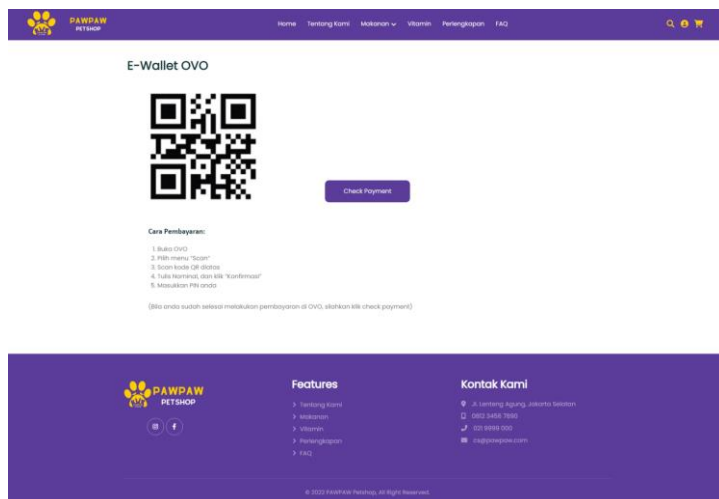 PAWPAW
PETSHOP
Home Tentang Kami Makanan Vitamin Perlengkapan FAQ
E-Wallet OVO
Check Payment
Cara Pembayaran:
1. Buka OVO
2. Pilih menu "Scan"
3. Scan kode QR diatas
4. Tulis Nominal, dan klik "Konfirmasi"
5. Masukkan PIN anda
(Bila anda sudah selesai melakukan pembayaran di OVO, silahkan klik check payment)
PAWPAW
PETSHOP
Features
Tentang Kami
Makanan
Vitamin
Perlengkapan
FAQ
Kontak Kami
Jl. Lenteng Agung, Jakarta Selatan
0812 3456 7890
021 9999 000
cs@pawpaw.com
© 2022 PAWPAW Petshop, All Right Reserved.